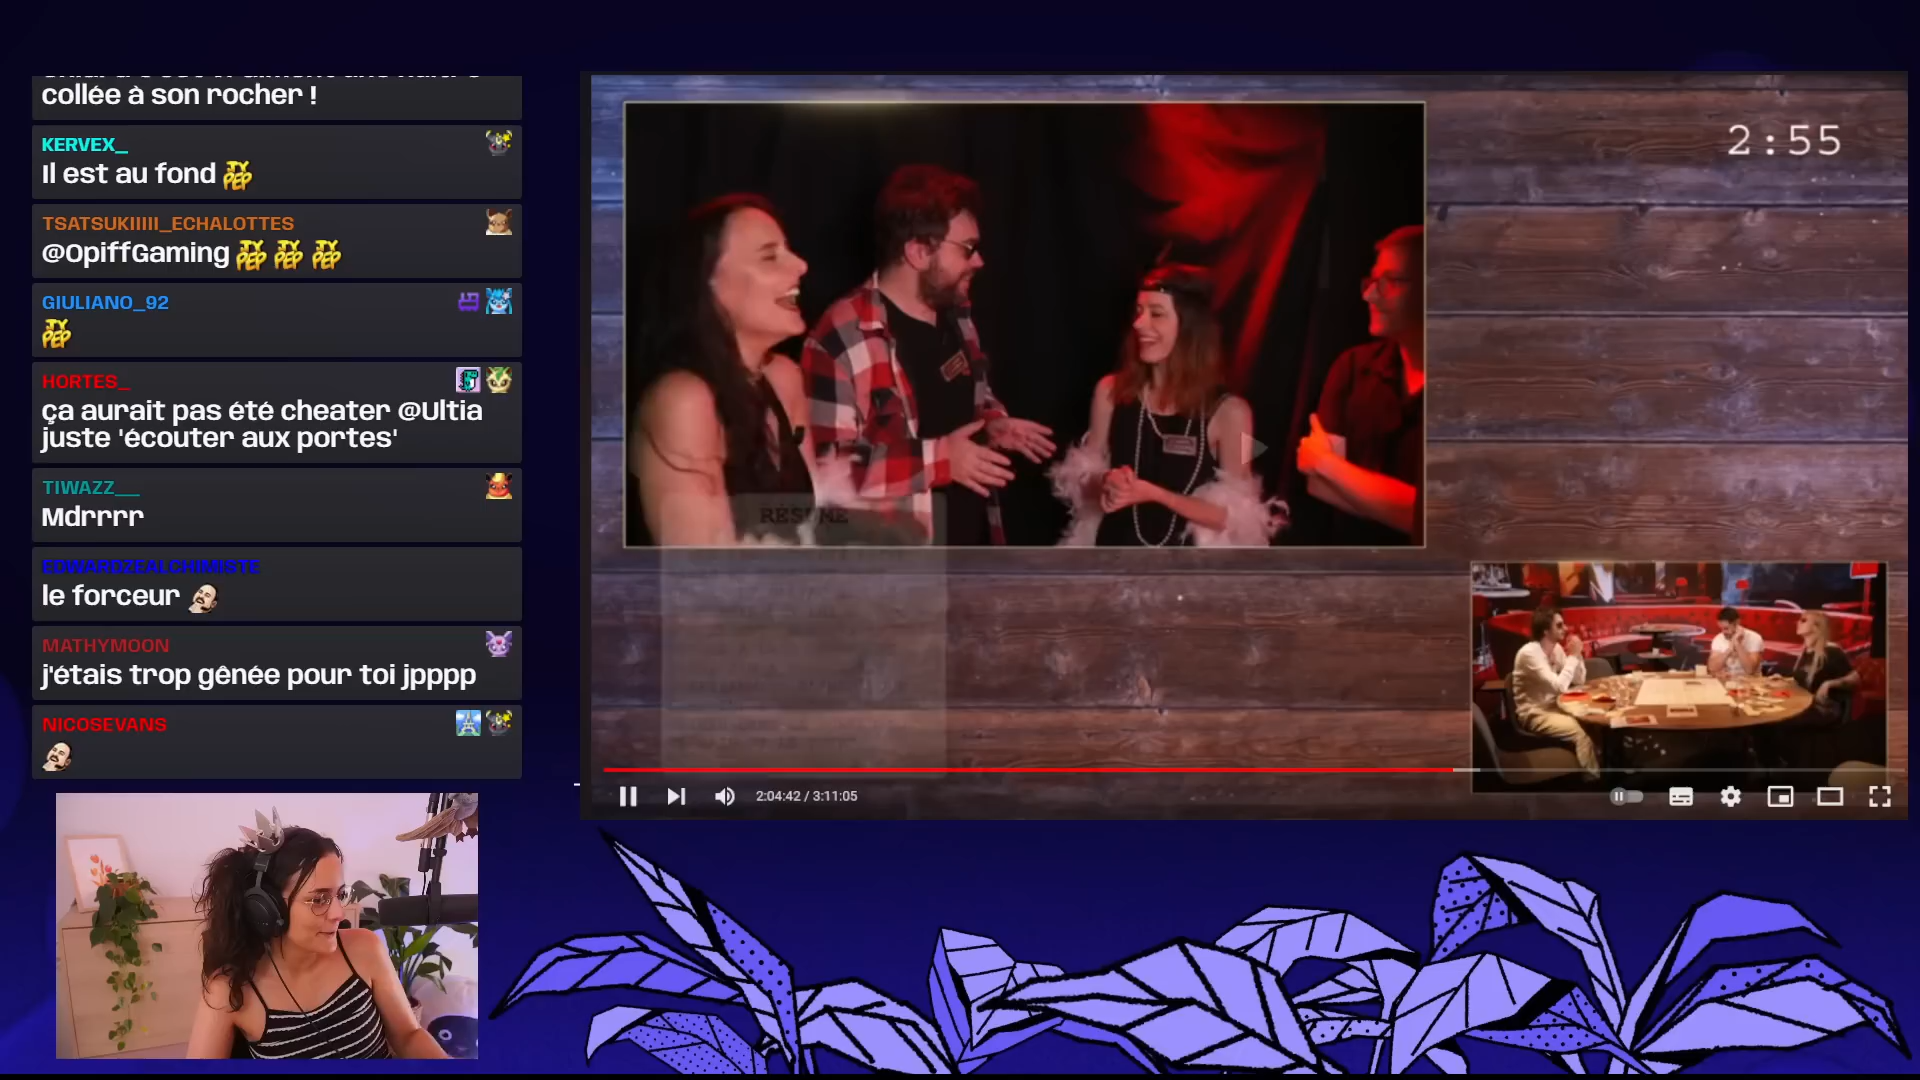 collée à son rocher !
KERVEX_
Il est au fond
TSATSUKIIIII_ECHALOTTES
@OpiffGaming
GIULIANO_92
HORTES_
ça aurait pas été cheater @Ultia
juste 'écouter aux portes'
TIWAZZ__
Mdrrrr
EDWARDZEALCHIMISTE
le forceur
MATHYMOON
j'étais trop gênée pour toi jpppp
NICOSEVANS
2:55
RÉSUMÉ
2:04:42 / 3:11:05